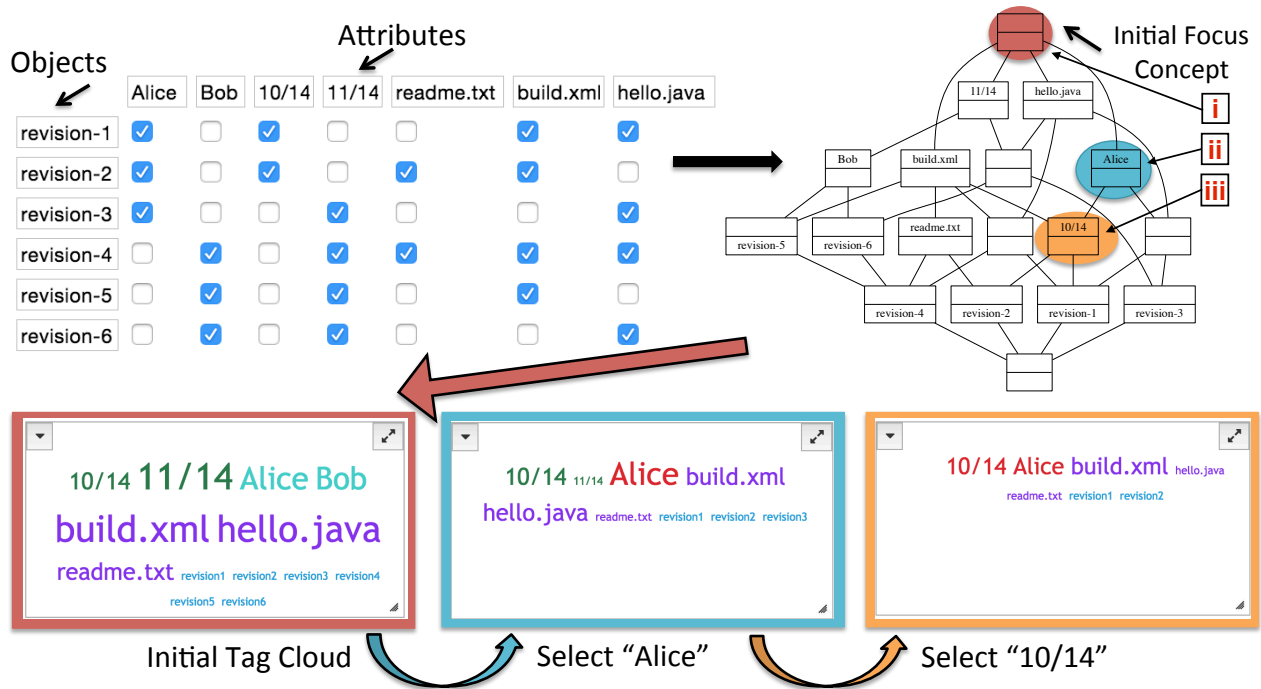 Objects
Attributes
Alice Bob 10/14 11/14 readme.txt build.xml hello.java
revision-1
revision-2
revision-3
revision-4
revision-5
revision-6
Initial Focus
Concept
i
ii
iii
11/14 hello.java
Bob build.xml Alice
readme.txt 10/14
revision-5 revision-6
revision-4 revision-2 revision-1 revision-3
10/14 11/14 Alice Bob
build.xml hello.java
readme.txt revision1 revision2 revision3 revision4
revision5 revision6
Initial Tag Cloud
10/14 11/14 Alice build.xml
hello.java readme.txt revision1 revision2 revision3
Select “Alice”
10/14 Alice build.xml hello.java
readme.txt revision1 revision2
Select “10/14”